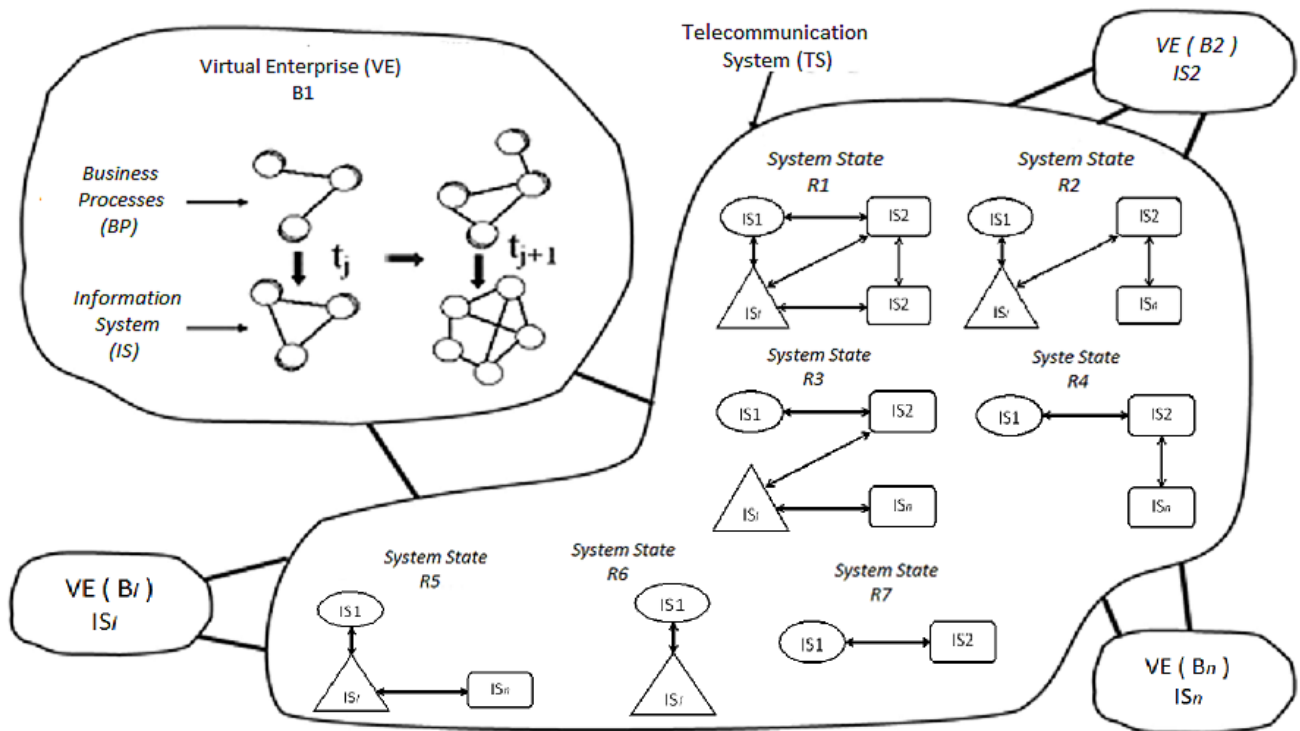 Virtual Enterprise (VE)
B1
Business
Processes
(BP)
Information
System
(IS)
tj
tj+1
Telecommunication
System (TS)
VE ( B2 )
IS2
System State
R1
IS1
IS2
ISi
IS2
System State
R2
IS1
IS2
ISi
ISn
System State
R3
IS1
IS2
ISi
ISn
Syste State
R4
IS1
IS2
ISn
System State
R5
IS1
ISi
ISn
System State
R6
IS1
ISi
System State
R7
IS1
IS2
VE ( Bi )
ISi
VE ( Bn )
ISn